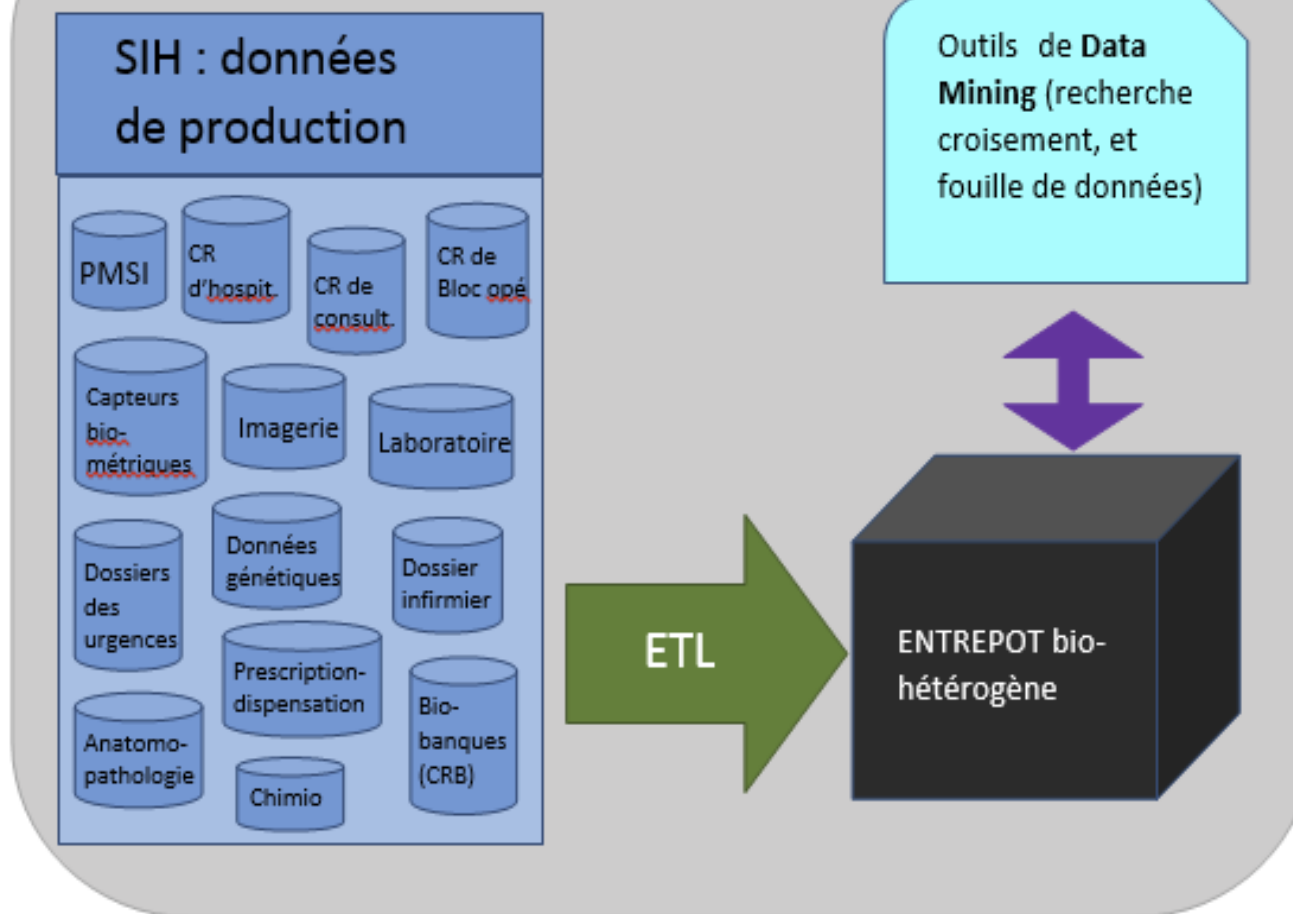 SIH : données
de production
PMSI
CR
d'hospit.
CR de
consult.
CR de
Bloc opé
Capteurs
bio-
métriques
Imagerie
Laboratoire
Dossiers
des
urgences
Données
génétiques
Dossier
infirmier
Prescription-
dispensation
Anatomo-
pathologie
Chimio
Bio-
banques
(CRB)
ETL
Outils de Data
Mining (recherche
croisement, et
fouille de données)
ENTREPOT bio-
hétérogène